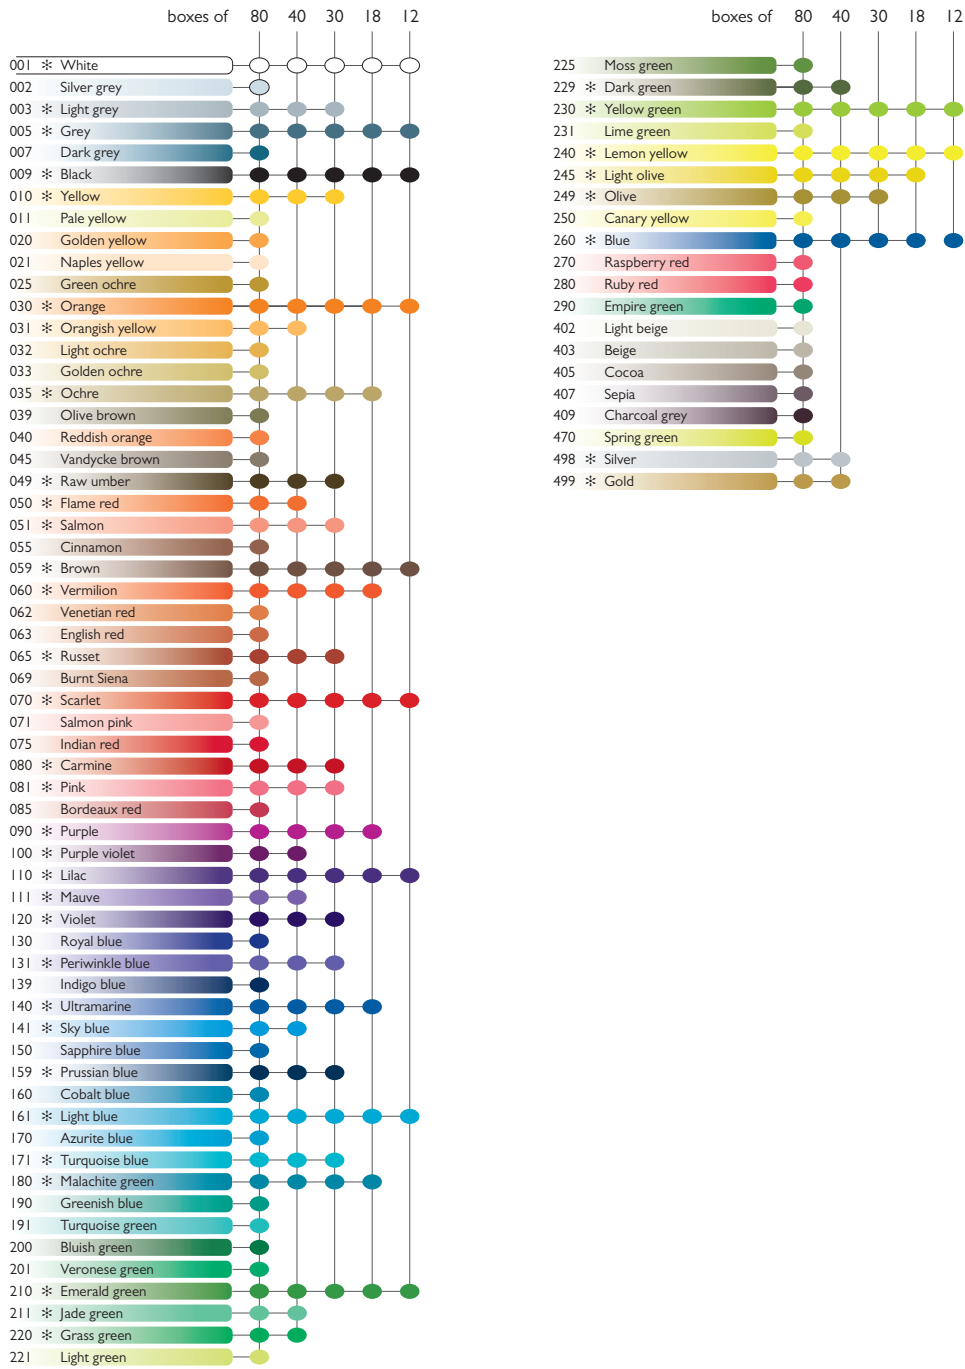 boxes of 80 40 30 18 12
001 * White
002 Silver grey
003 * Light grey
005 * Grey
007 Dark grey
009 * Black
010 * Yellow
011 Pale yellow
020 Golden yellow
021 Naples yellow
025 Green ochre
030 * Orange
031 * Orangish yellow
032 Light ochre
033 Golden ochre
035 * Ochre
039 Olive brown
040 Reddish orange
045 Vandycke brown
049 * Raw umber
050 * Flame red
051 * Salmon
055 Cinnamon
059 * Brown
060 * Vermilion
062 Venetian red
063 English red
065 * Russet
069 Burnt Siena
070 * Scarlet
071 Salmon pink
075 Indian red
080 * Carmine
081 * Pink
085 Bordeaux red
090 * Purple
100 * Purple violet
110 * Lilac
111 * Mauve
120 * Violet
130 Royal blue
131 * Periwinkle blue
139 Indigo blue
140 * Ultramarine
141 * Sky blue
150 Sapphire blue
159 * Prussian blue
160 Cobalt blue
161 * Light blue
170 Azurite blue
171 * Turquoise blue
180 * Malachite green
190 Greenish blue
191 Turquoise green
200 Bluish green
201 Veronese green
210 * Emerald green
211 * Jade green
220 * Grass green
221 Light green
boxes of 80 40 30 18 12
225 Moss green
229 * Dark green
230 * Yellow green
231 Lime green
240 * Lemon yellow
245 * Light olive
249 * Olive
250 Canary yellow
260 * Blue
270 Raspberry red
280 Ruby red
290 Empire green
402 Light beige
403 Beige
405 Cocoa
407 Sepia
409 Charcoal grey
470 Spring green
498 * Silver
499 * Gold